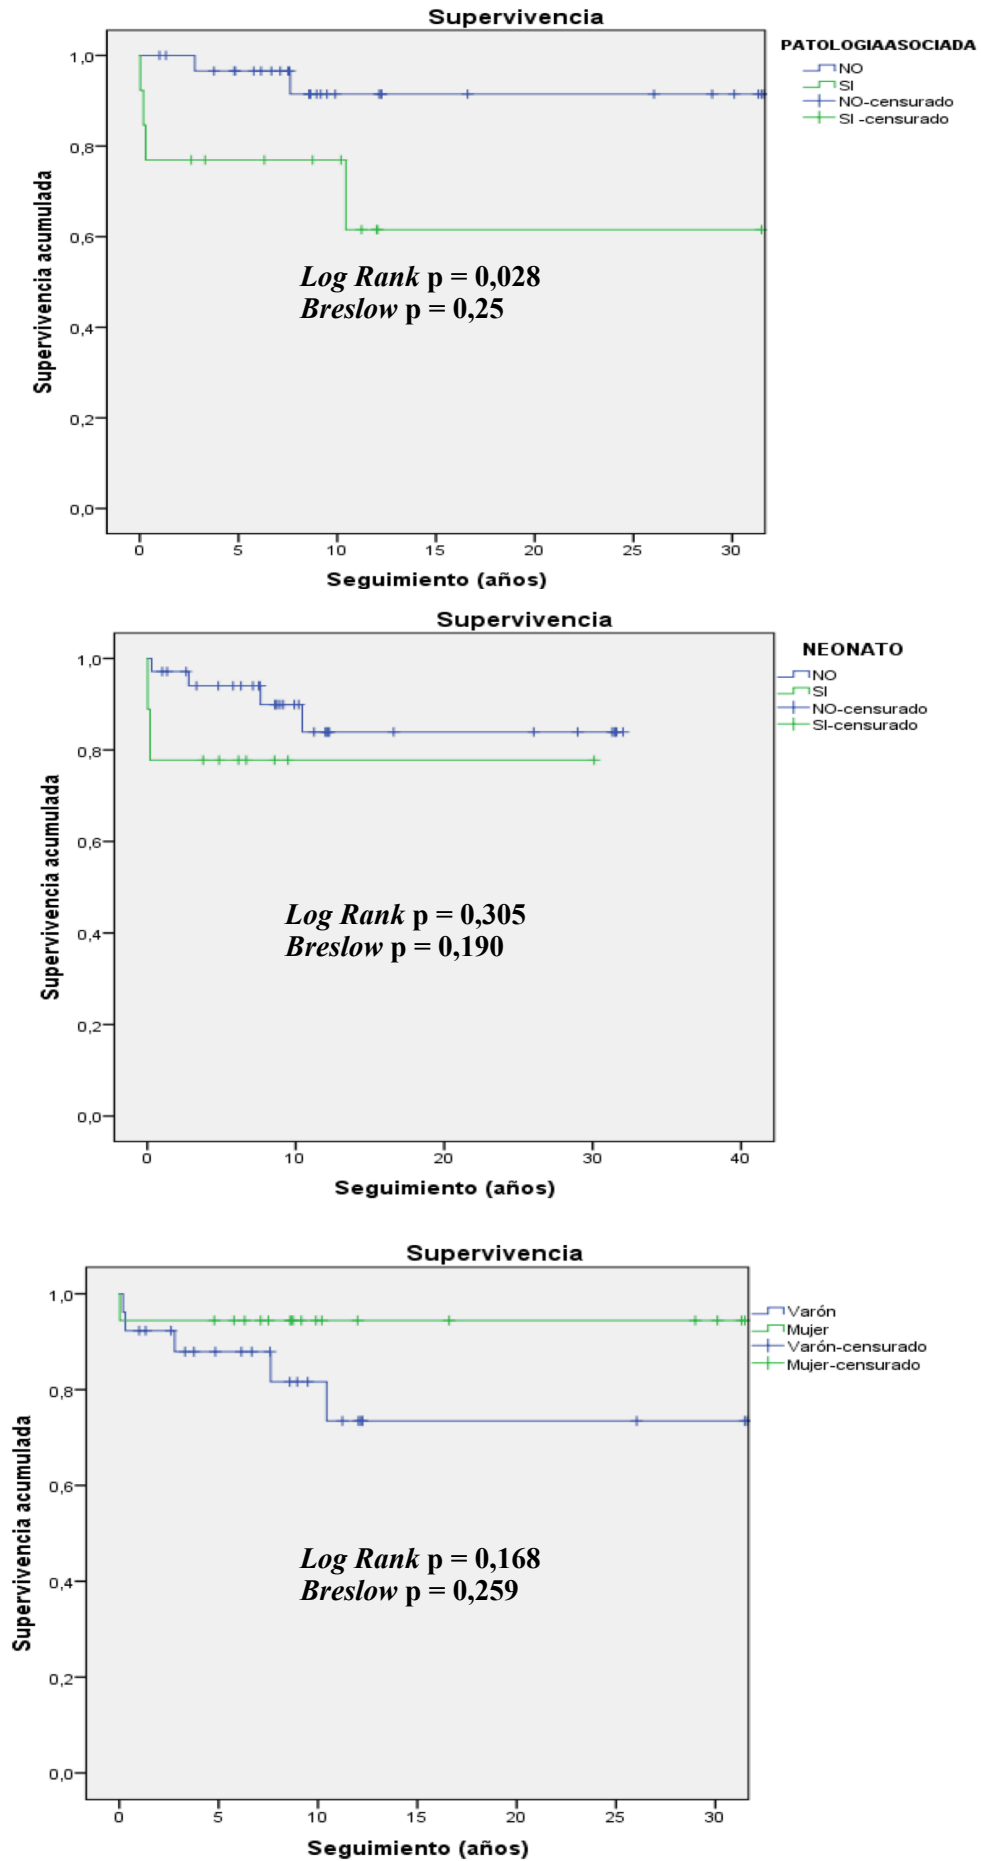 Supervivencia
PATOLOGIAASOCIADA
NO
SI
NO-censurado
SI -censurado
Supervivencia acumulada
1,0
0,8
0,6
0,4
0,2
0,0
Log Rank p = 0,028
Breslow p = 0,25
0 5 10 15 20 25 30
Seguimiento (años)
Supervivencia
NEONATO
NO
SI
NO-censurado
SI-censurado
Supervivencia acumulada
1,0
0,8
0,6
0,4
0,2
0,0
Log Rank p = 0,305
Breslow p = 0,190
0 10 20 30 40
Seguimiento (años)
Supervivencia
Varón
Mujer
Varón-censurado
Mujer-censurado
Supervivencia acumulada
1,0
0,8
0,6
0,4
0,2
0,0
Log Rank p = 0,168
Breslow p = 0,259
0 5 10 15 20 25 30
Seguimiento (años)